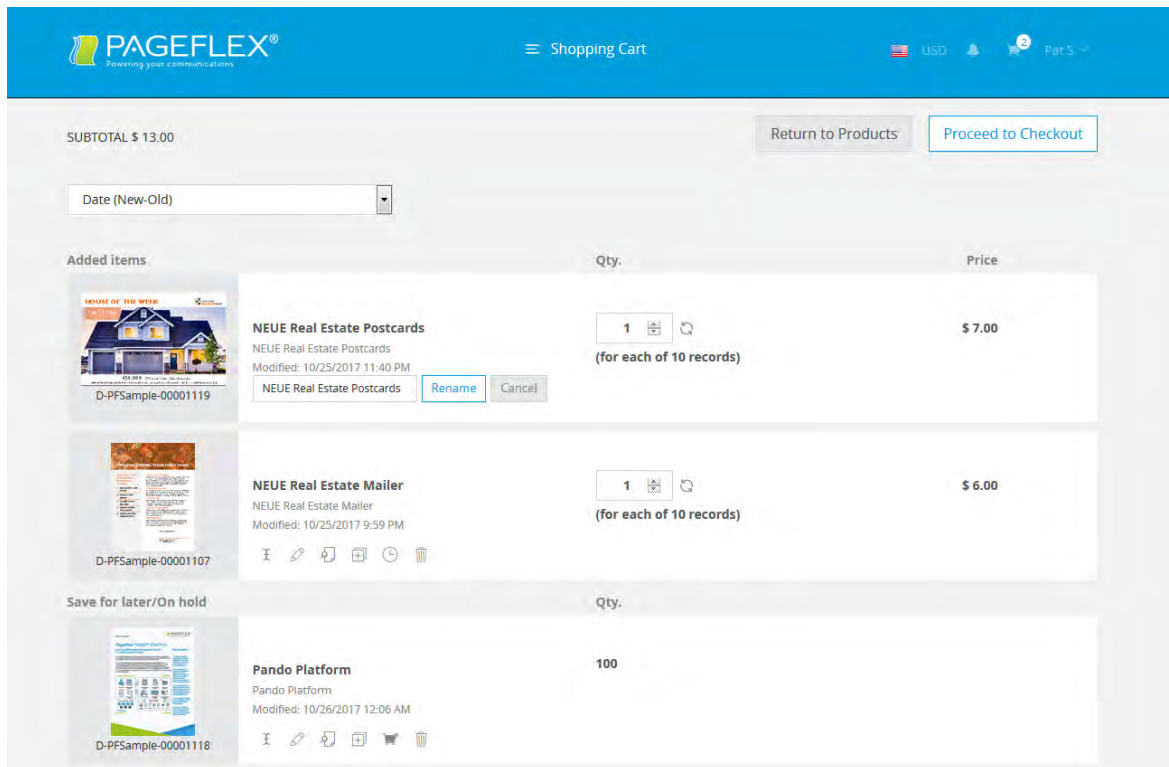 PAGEFLEX®
Powering your communications
Shopping Cart
USD
2
Pat S
SUBTOTAL $ 13.00
Return to Products
Proceed to Checkout
Date (New-Old)
Added items
Qty.
Price
HOUSE OF THE WEEK
D-PFSample-00001119
NEUE Real Estate Postcards
NEUE Real Estate Postcards
Modified: 10/25/2017 11:40 PM
NEUE Real Estate Postcards
Rename
Cancel
1
(for each of 10 records)
$ 7.00
D-PFSample-00001107
NEUE Real Estate Mailer
NEUE Real Estate Mailer
Modified: 10/25/2017 9:59 PM
1
(for each of 10 records)
$ 6.00
Save for later/On hold
Qty.
PAGEFLEX
D-PFSample-00001118
Pando Platform
Pando Platform
Modified: 10/26/2017 12:06 AM
100